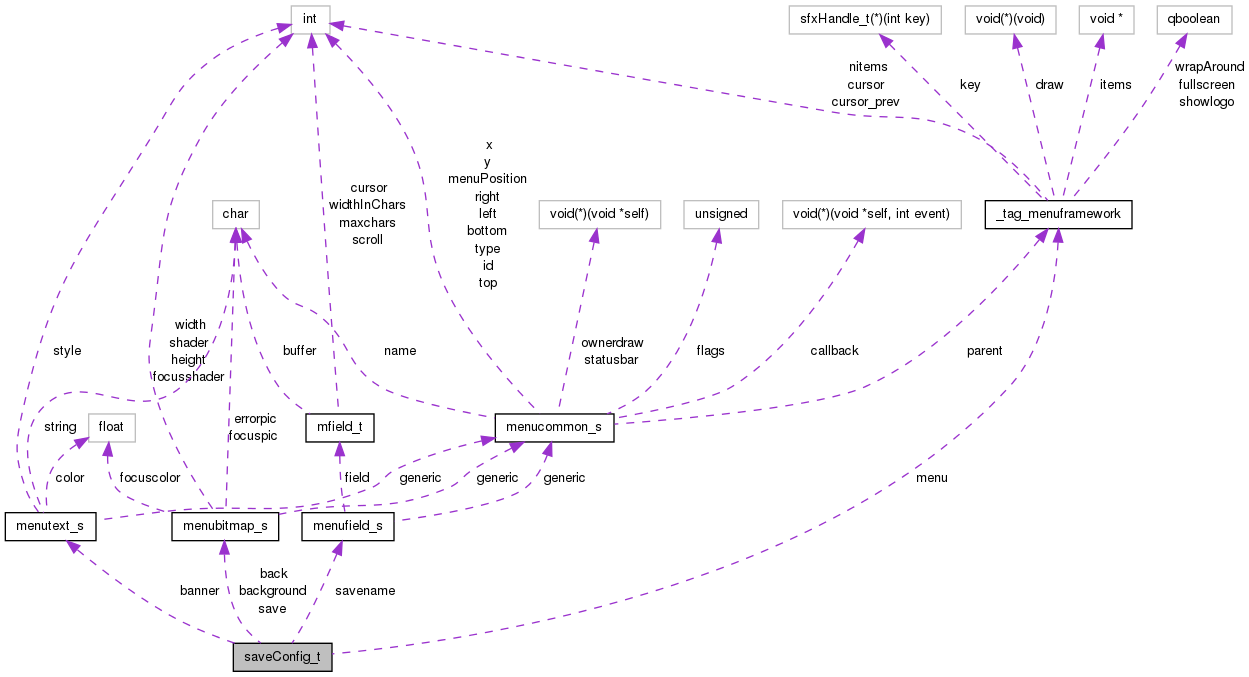 int
sfxHandle_t(*)(int key)
void(*)(void)
void *
qboolean
nitems
cursor
cursor_prev
key
draw
items
wrapAround
fullscreen
showlogo
x
y
menuPosition
right
left
bottom
type
id
top
cursor
widthInChars
maxchars
scroll
char
void(*)(void *self)
unsigned
void(*)(void *self, int event)
_tag_menuframework
style
width
shader
height
focusshader
buffer
name
ownerdraw
statusbar
flags
callback
parent
string
float
errorpic
focuspic
mfield_t
menucommon_s
color
focuscolor
field
generic
generic
generic
menu
menutext_s
menubitmap_s
menufield_s
banner
back
background
save
savename
saveConfig_t